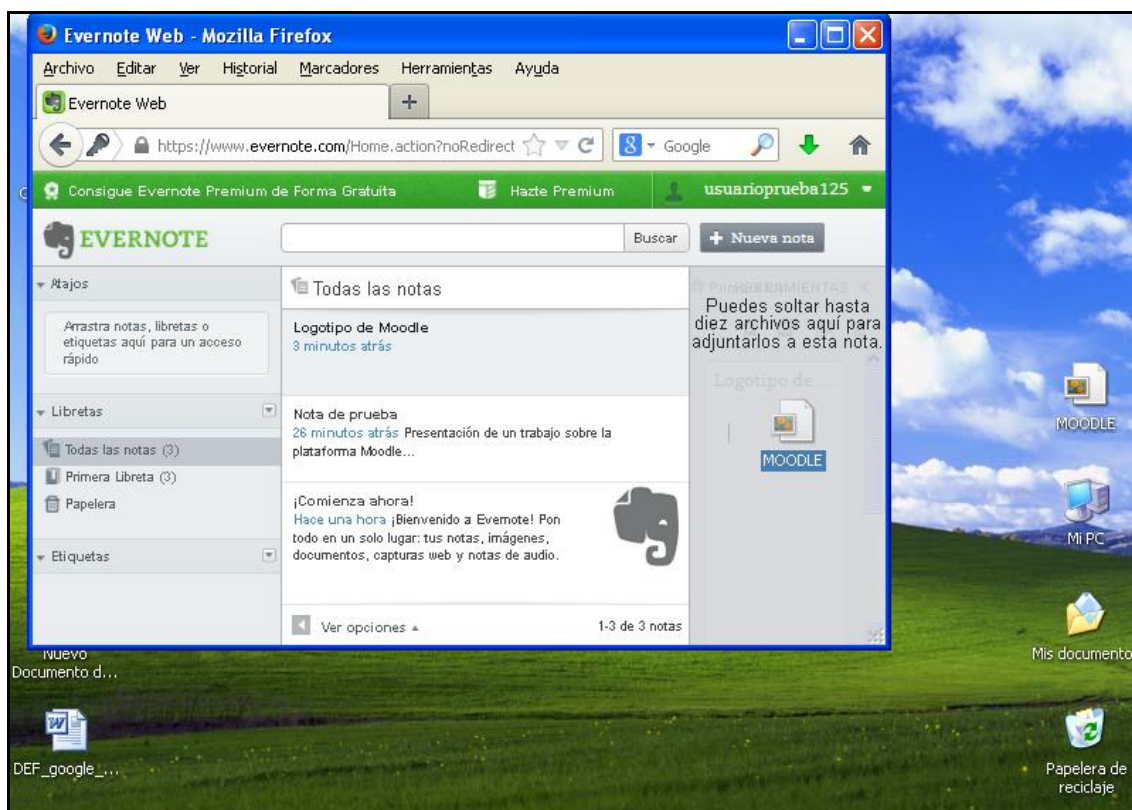 Evernote Web - Mozilla Firefox
Archivo Editar Ver Historial Marcadores Herramientas Ayuda
Evernote Web
https://www.evernote.com/Home.action?noRedirect
8 Google
Consigue Evernote Premium de Forma Gratuita
Hazte Premium
usuarioprueba125
EVERNOTE
Buscar
+ Nueva nota
Atajos
Arrastra notas, libretas o
etiquetas aquí para un acceso
rápido
Libretas
Todas las notas (3)
Primera Libreta (3)
Papelera
Etiquetas
Todas las notas
Logotipo de Moodle
3 minutos atrás
Nota de prueba
26 minutos atrás Presentación de un trabajo sobre la
plataforma Moodle...
¡Comienza ahora!
Hace una hora ¡Bienvenido a Evernote! Pon
todo en un solo lugar: tus notas, imágenes,
documentos, capturas web y notas de audio.
Ver opciones
1-3 de 3 notas
Puedes soltar hasta
diez archivos aquí para
adjuntarlos a esta nota.
Logotipo de ...
MOODLE
MOODLE
Mi PC
Mis documento
Papelera de
reciclaje
Nuevo
Documento d...
DEF_google_...